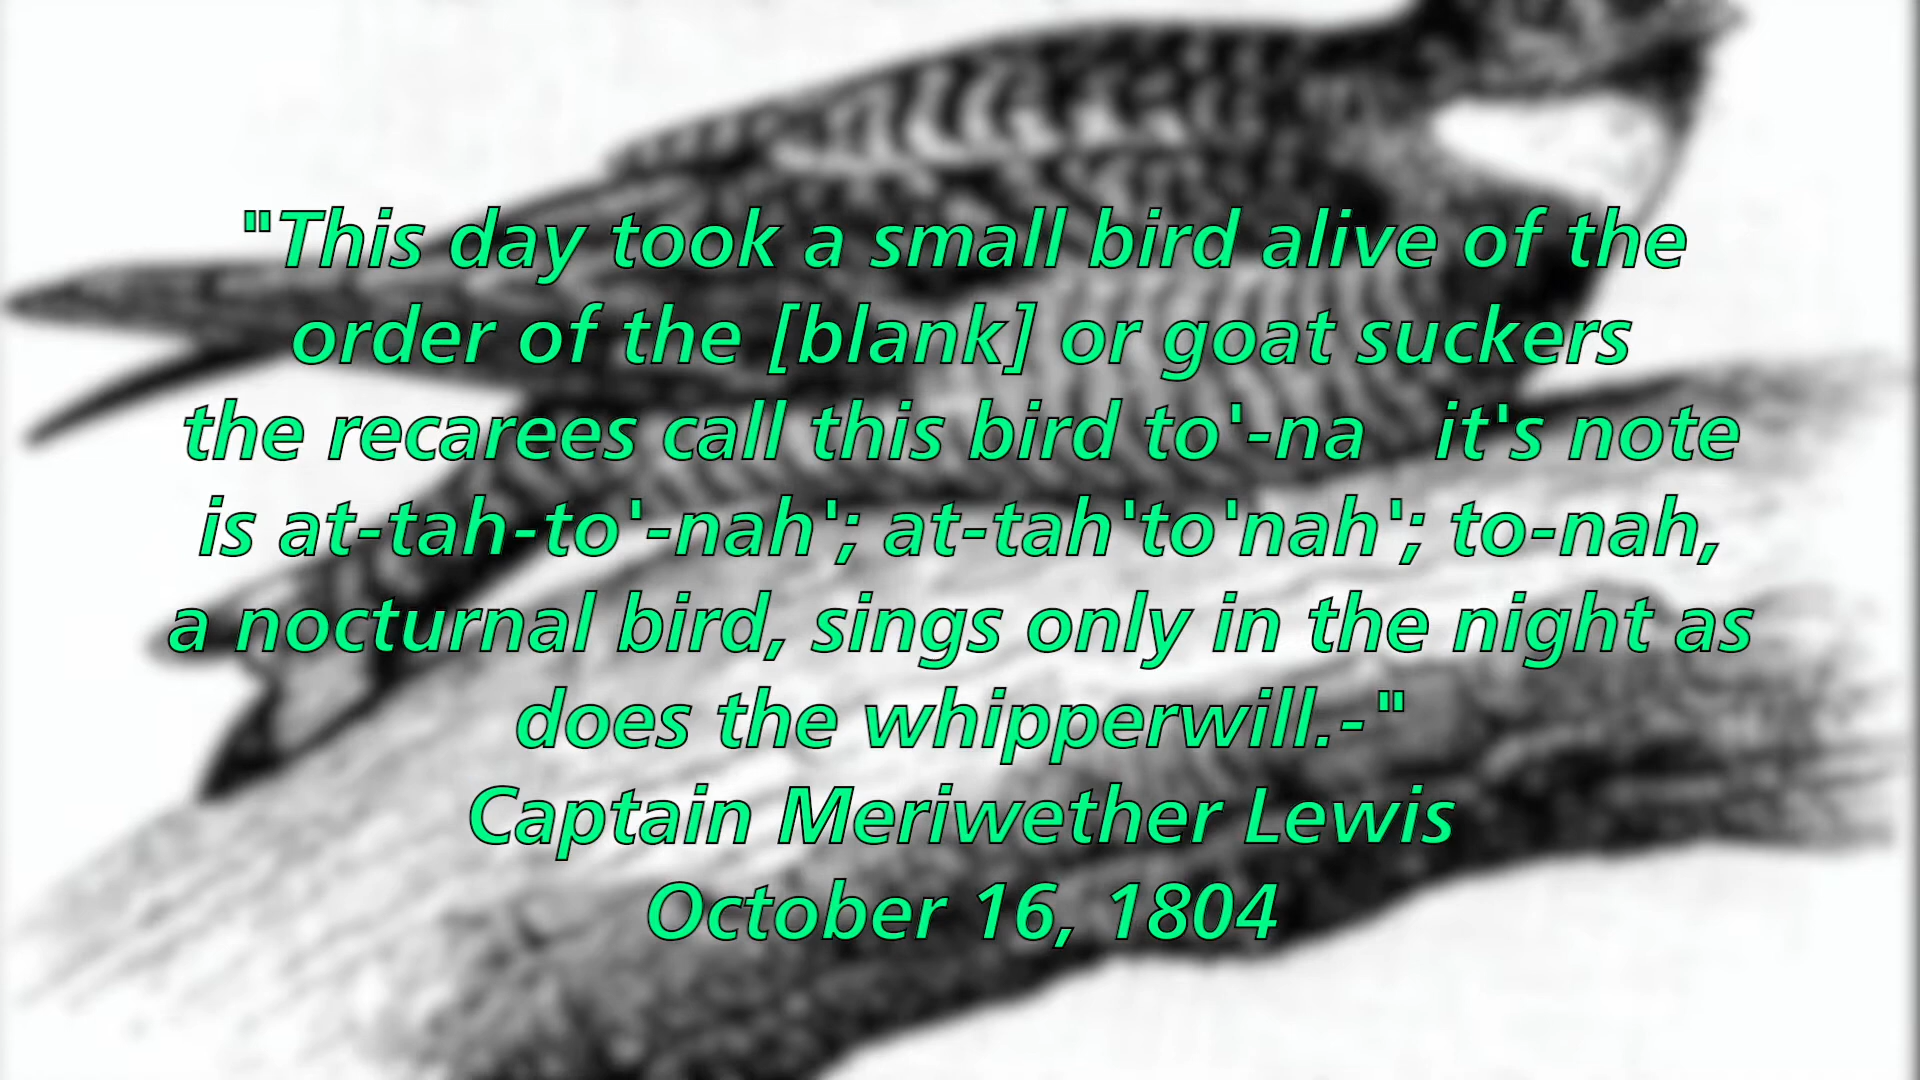 "This day took a small bird alive of the
order of the [blank] or goat suckers
the recarees call this bird to'-na   it's note
is at-tah-to'-nah'; at-tah'to'nah'; to-nah,
a nocturnal bird, sings only in the night as
does the whipperwill.-"
Captain Meriwether Lewis
October 16, 1804